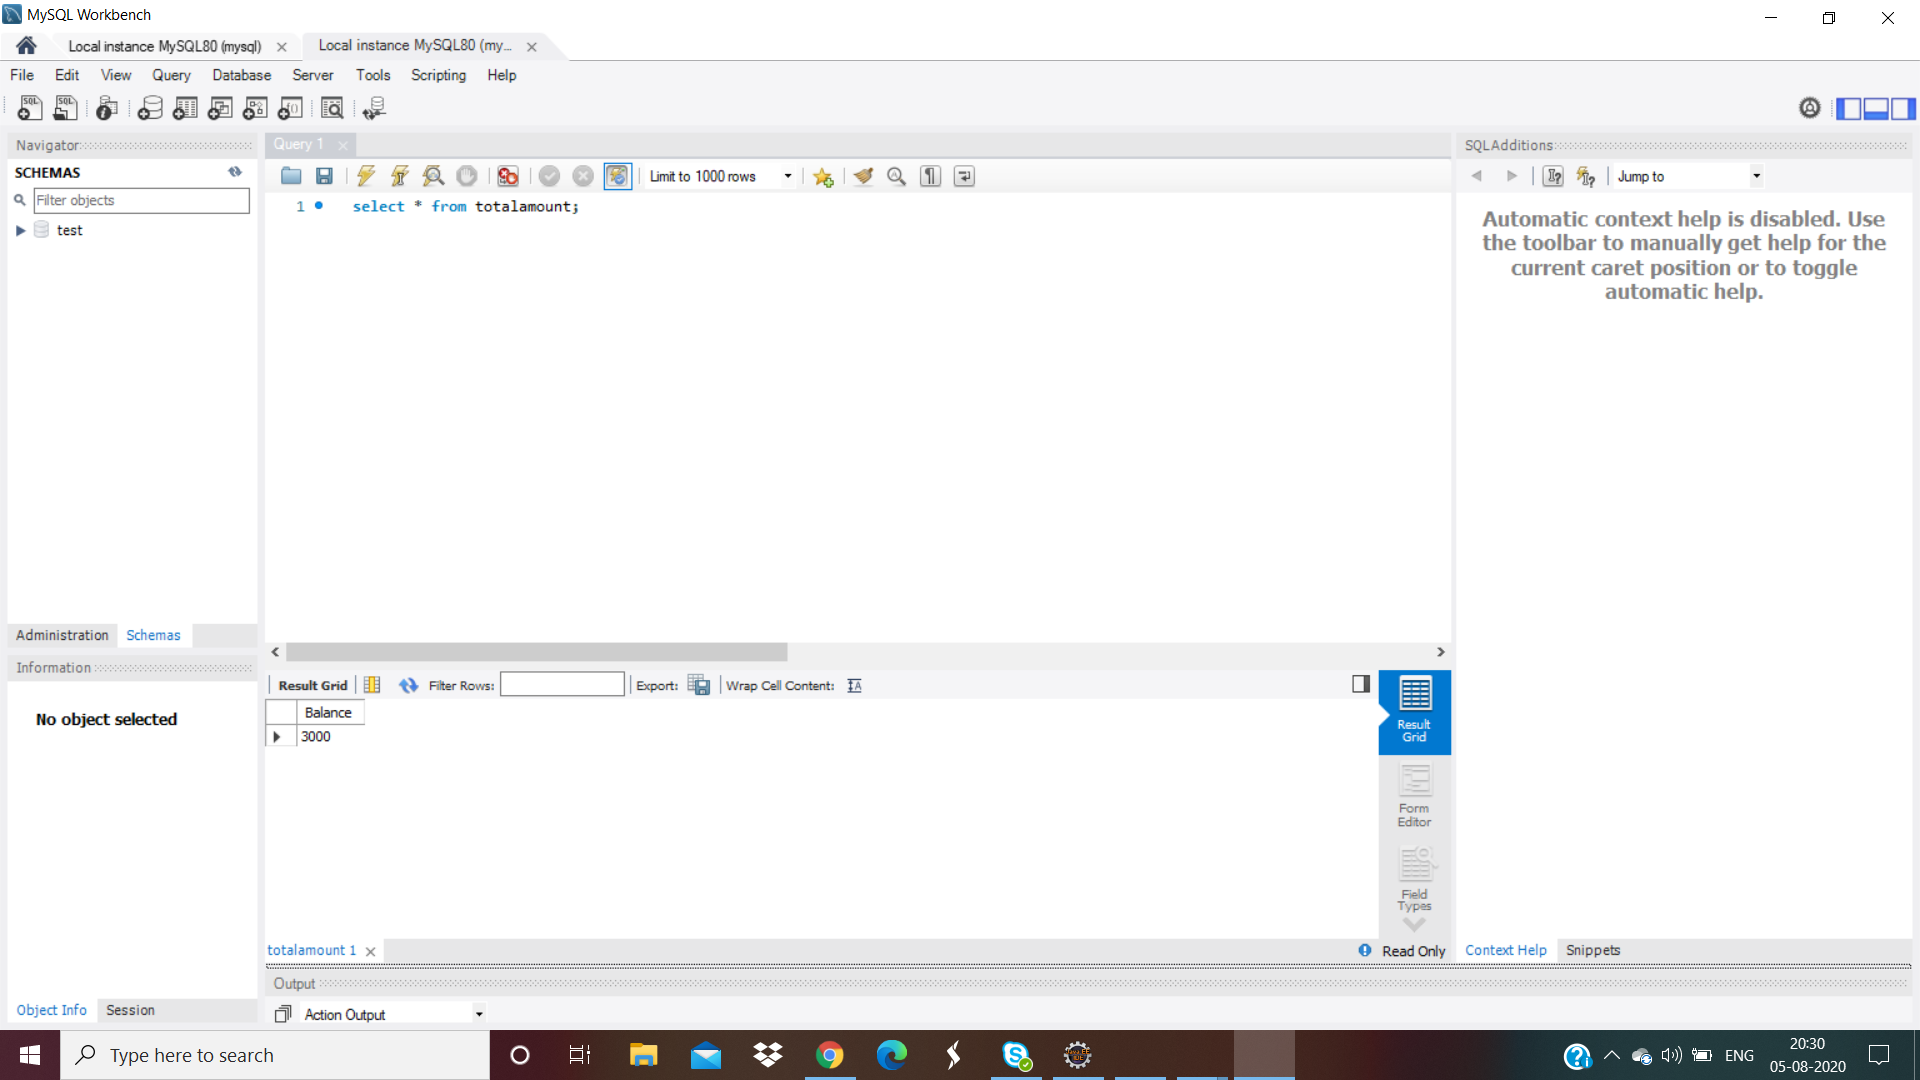 MySQL Workbench
Local instance MySQL80 (mysql)
Local instance MySQL80 (my...
File Edit View Query Database Server Tools Scripting Help
Navigator
SCHEMAS
Filter objects
test
Administration Schemas
Information
No object selected
Object Info Session
Query 1
Limit to 1000 rows
1 select * from totalamount;
Result Grid Filter Rows: Export: Wrap Cell Content:
Balance
3000
Result
Grid
Form
Editor
Field
Types
totalamount 1
Read Only
Output
Action Output
SQLAdditions
Jump to
Automatic context help is disabled. Use
the toolbar to manually get help for the
current caret position or to toggle
automatic help.
Context Help Snippets
Type here to search
ENG
20:30
05-08-2020